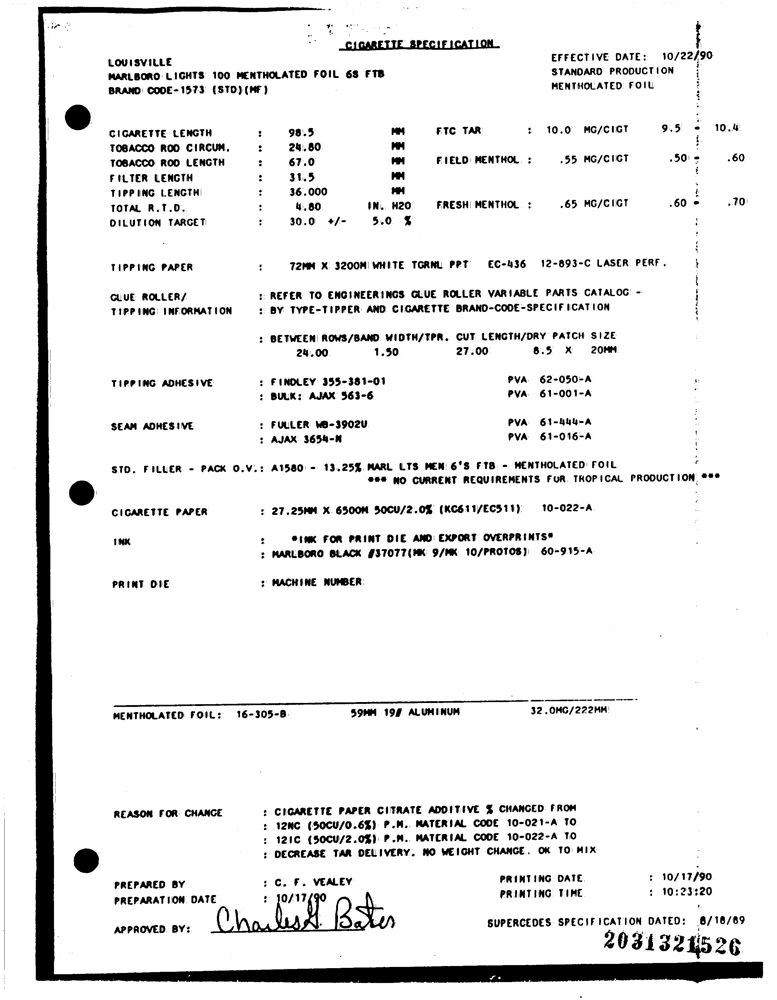 CIGARETTE SPECIFICATION
LOUISVILLE
EFFECTIVE DATE: 10/22/90
MARLBORO LIGHTS 100 MENTHOLATED FOIL 6S FTB
STANDARD PRODUCTION
BRAND CODE-1573 (STD)(MF)
MENTHOLATED FOIL
CIGARETTE LENGTH : 98.5 MM FTC TAR : 10.0 MG/CIGT 9.5 - 10.4
TOBACCO ROD CIRCUM. : 24.80 MM
TOBACCO ROD LENGTH : 67.0 MM FIELD MENTHOL : .55 MG/CIGT .50 - .60
FILTER LENGTH : 31.5 MM
TIPPING LENGTH : 36.000 MM
TOTAL R.T.D. : 4.80 IN. H2O FRESH MENTHOL : .65 MG/CIGT .60 - .70
DILUTION TARGET : 30.0 +/- 5.0 %
TIPPING PAPER : 72MM X 3200M WHITE TGRNL PPT EC-436 12-893-C LASER PERF.
GLUE ROLLER/ : REFER TO ENGINEERINGS GLUE ROLLER VARIABLE PARTS CATALOG -
TIPPING INFORMATION : BY TYPE-TIPPER AND CIGARETTE BRAND-CODE-SPECIFICATION
: BETWEEN ROWS/BAND WIDTH/TPR. CUT LENGTH/DRY PATCH SIZE
24.00 1.50 27.00 8.5 X 20MM
TIPPING ADHESIVE : FINDLEY 355-381-01 PVA 62-050-A
: BULK: AJAX 563-6 PVA 61-001-A
SEAM ADHESIVE : FULLER WB-3902U PVA 61-444-A
: AJAX 3654-N PVA 61-016-A
STD. FILLER - PACK O.V.: A1580 - 13.25% MARL LTS MEN 6'S FTB - MENTHOLATED FOIL
*** NO CURRENT REQUIREMENTS FOR TROPICAL PRODUCTION ***
CIGARETTE PAPER : 27.25MM X 6500M 50CU/2.0% (KC611/EC511) 10-022-A
INK : *INK FOR PRINT DIE AND EXPORT OVERPRINTS*
: MARLBORO BLACK #37077(MK 9/MK 10/PROTOS) 60-915-A
PRINT DIE : MACHINE NUMBER
MENTHOLATED FOIL: 16-305-B 59MM 19# ALUMINUM 32.0MG/222MM
REASON FOR CHANGE : CIGARETTE PAPER CITRATE ADDITIVE % CHANGED FROM
: 12NC (50CU/0.6%) P.M. MATERIAL CODE 10-021-A TO
: 12IC (50CU/2.0%) P.M. MATERIAL CODE 10-022-A TO
: DECREASE TAR DELIVERY. NO WEIGHT CHANGE. OK TO MIX
PREPARED BY : C. F. VEALEY PRINTING DATE : 10/17/90
PREPARATION DATE : 10/17/90 PRINTING TIME : 10:23:20
APPROVED BY: Charles H. Bates SUPERCEDES SPECIFICATION DATED: 8/18/89
2031321526